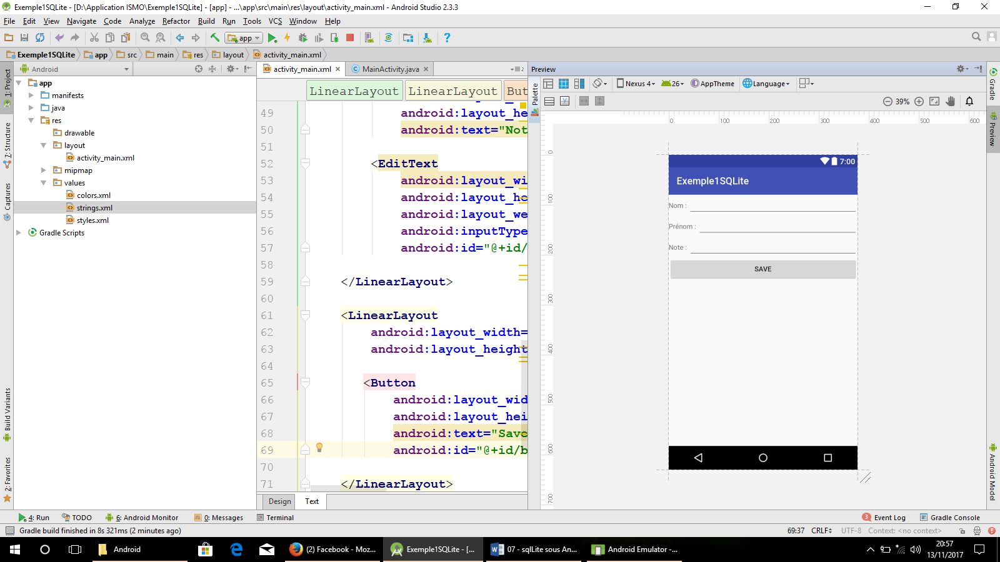 Exemple1SQLite - [D:\Application ISMO\Exemple1SQLite] - [app] - ...\app\src\main\res\layout\activity_main.xml - Android Studio 2.3.3
File Edit View Navigate Code Analyze Refactor Build Run Tools VCS Window Help
app
Exemple1SQLite app src main res layout activity_main.xml
Android
activity_main.xml MainActivity.java 2
Preview
1: Project
7: Structure
Captures
Build Variants
2: Favorites
app
manifests
java
res
drawable
layout
activity_main.xml
mipmap
values
colors.xml
strings.xml
styles.xml
Gradle Scripts
LinearLayout LinearLayout But
49 android:layout_he
50 android:text="Not
51
52 <EditText
53 android:layout_wi
54 android:layout_he
55 android:layout_we
56 android:inputType
57 android:id="@+id/
58
59 </LinearLayout>
60
61 <LinearLayout
62 android:layout_width=
63 android:layout_height
64
65 <Button
66 android:layout_wid
67 android:layout_hei
68 android:text="Save
69 android:id="@+id/b
70
71 </LinearLayout>
Design Text
Palette
Nexus 4 26 AppTheme Language
39%
0 100 200 300 400 500 600
0
100
200
300
400
500
600
700
7:00
Exemple1SQLite
Nom :
Prénom :
Note :
SAVE
Gradle
Preview
Android Model
4: Run TODO 6: Android Monitor 0: Messages Terminal 3 Event Log Gradle Console
Gradle build finished in 8s 321ms (2 minutes ago) 69:37 CRLF UTF-8 Context: <no context>
Android (2) Facebook - Moz... Exemple1SQLite - [... 07 - sqlLite sous An... Android Emulator -... 20:57
13/11/2017